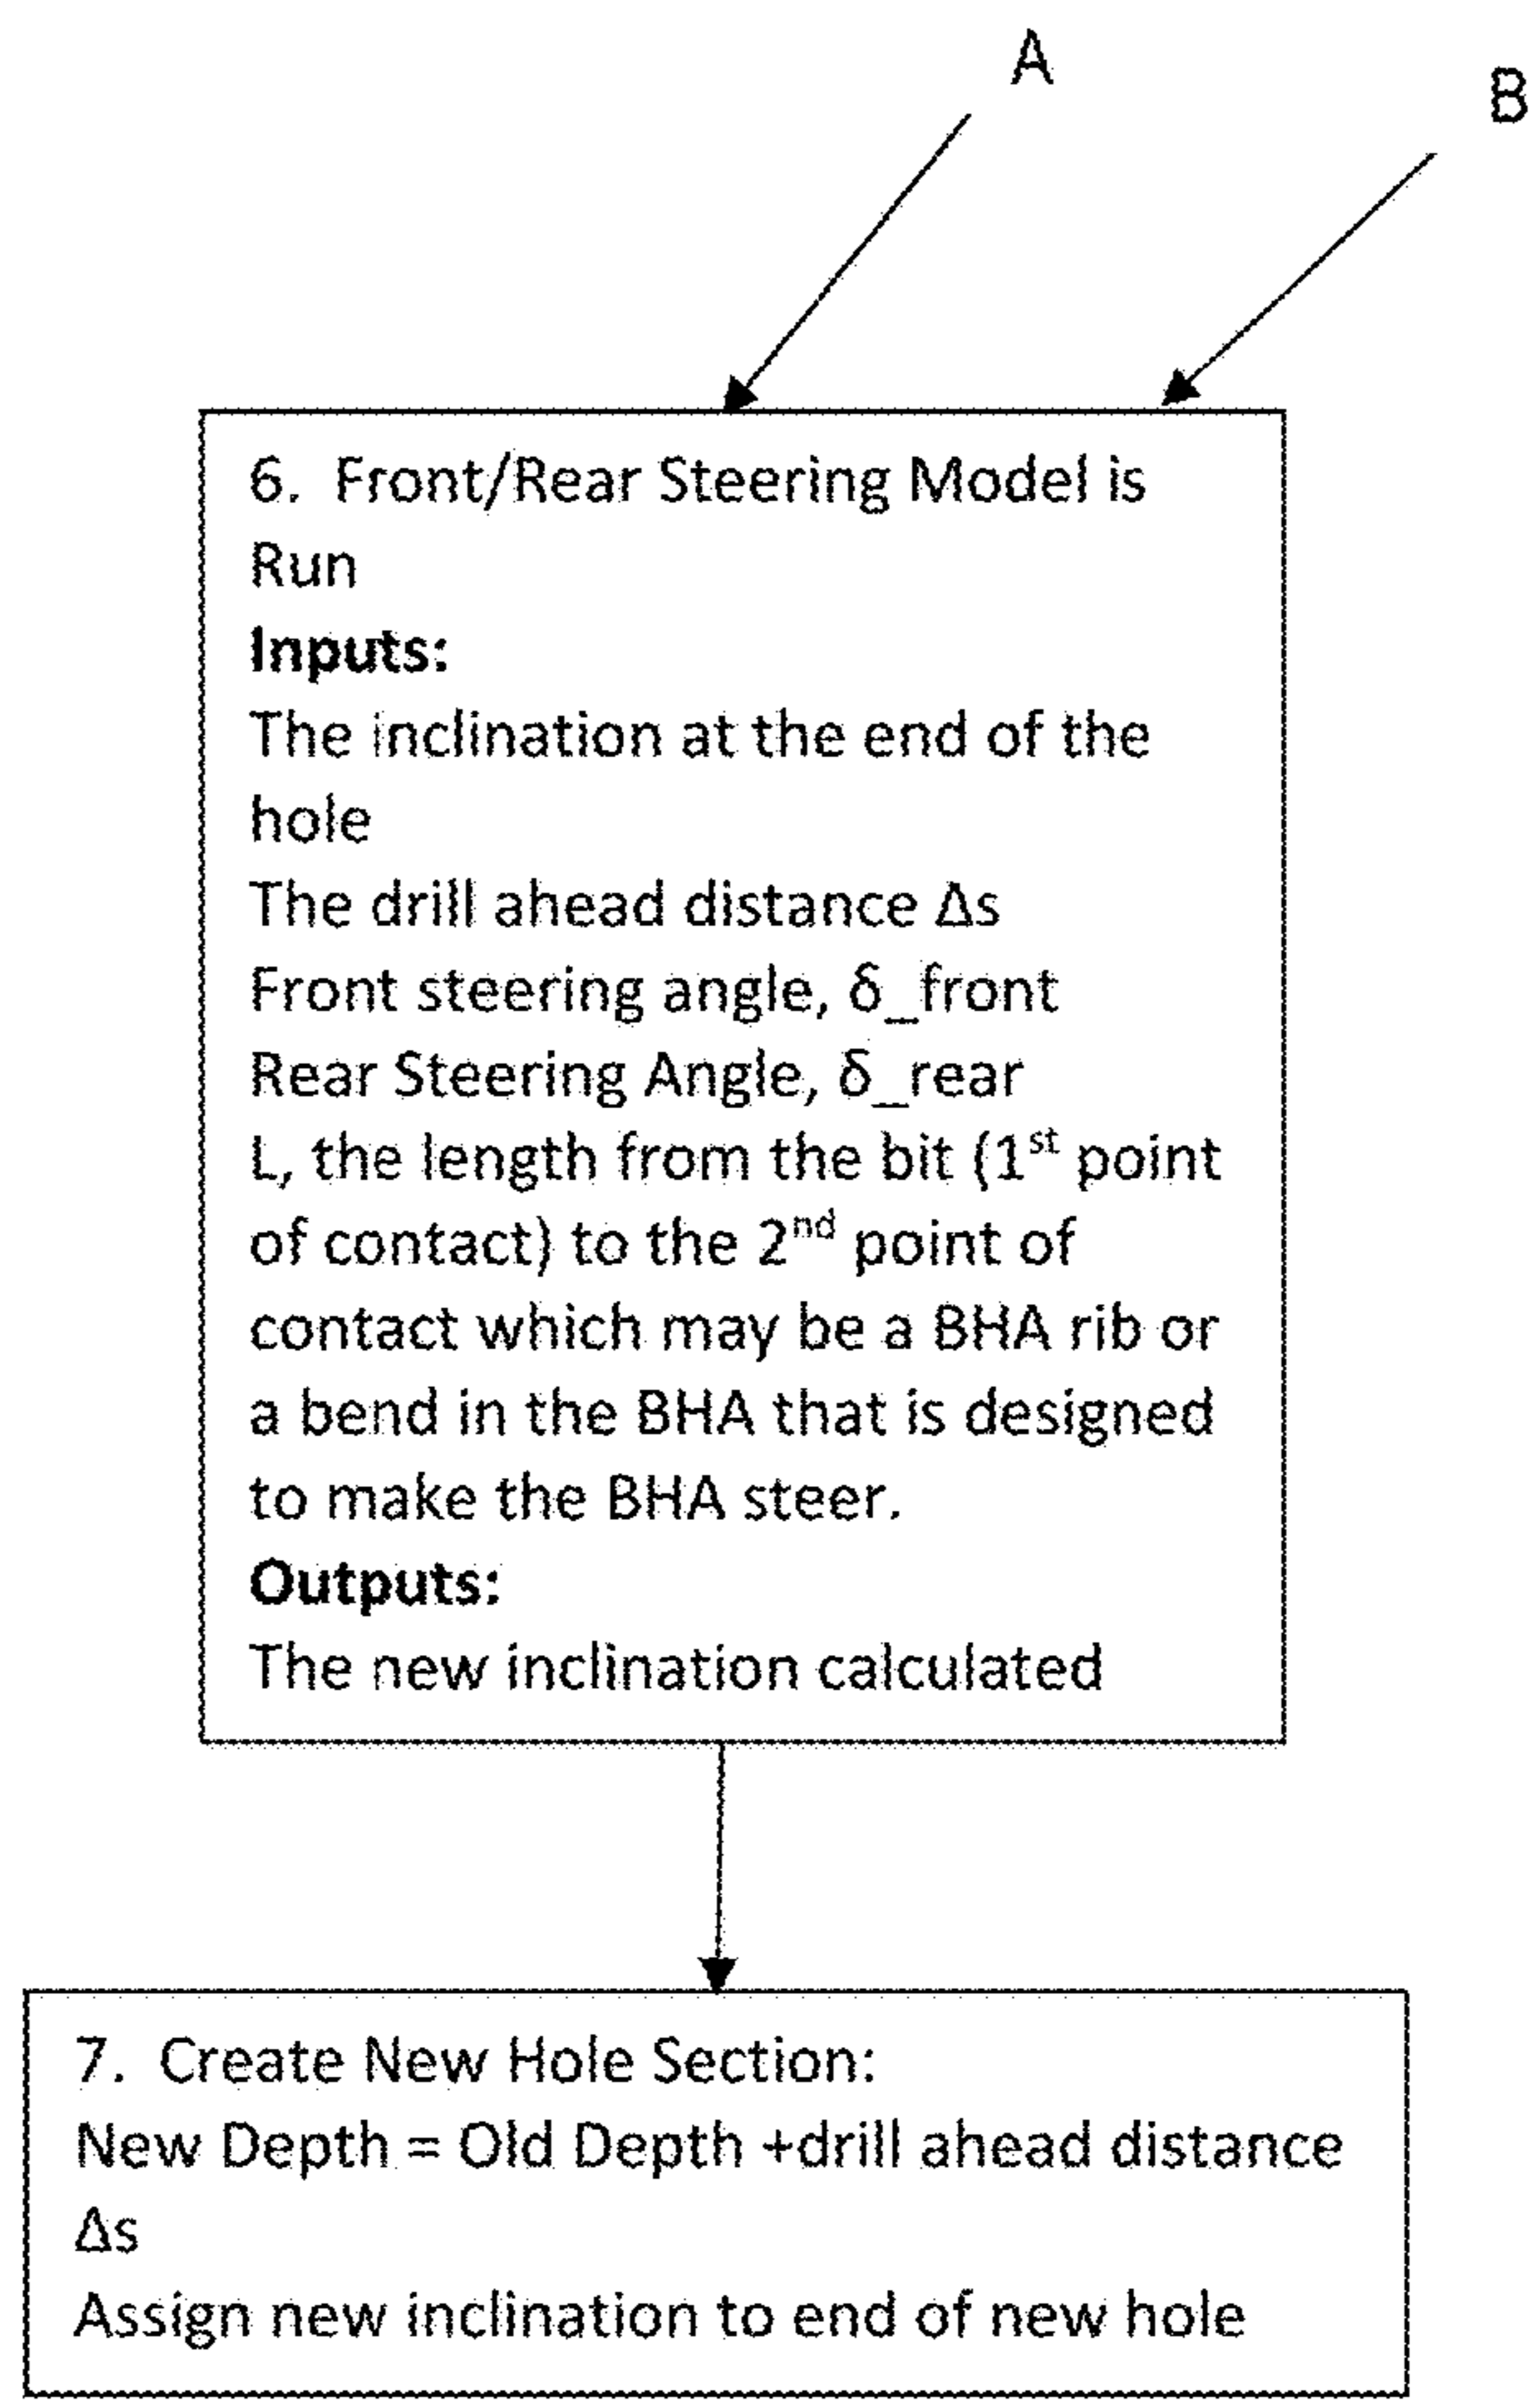 A
B
6. Front/Rear Steering Model is
Run
Inputs:
The inclination at the end of the
hole
The drill ahead distance Δs
Front steering angle, δ_front
Rear Steering Angle, δ_rear
L, the length from the bit (1st point
of contact) to the 2nd point of
contact which may be a BHA rib or
a bend in the BHA that is designed
to make the BHA steer.
Outputs:
The new inclination calculated
7. Create New Hole Section:
New Depth = Old Depth +drill ahead distance
Δs
Assign new inclination to end of new hole